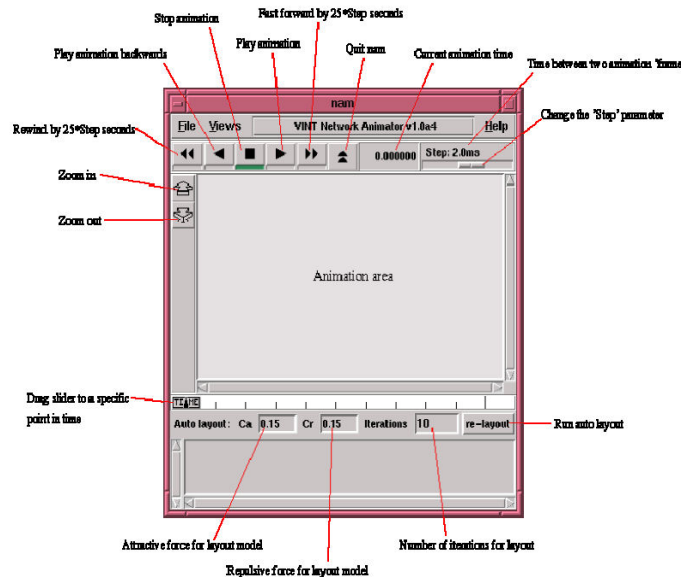 Fast forward by 25*Step seconds
Stop animation
Play animation backwards
Play animation
Quit nam
Current animation time
Time between two animation 'frame
nam
Change the 'Step' parameter
File Views VINT Network Animator v1.0a4 Help
Rewind by 25*Step seconds
0.000000 Step: 2.0ms
Zoom in
Zoom out
Animation area
Drag slider to a specific
point in time
TIME
Auto layout: Ca 0.15 Cr 0.15 Iterations 10 re-layout
Run auto layout
Attractive force for layout model
Number of iterations for layout
Repulsive force for layout model